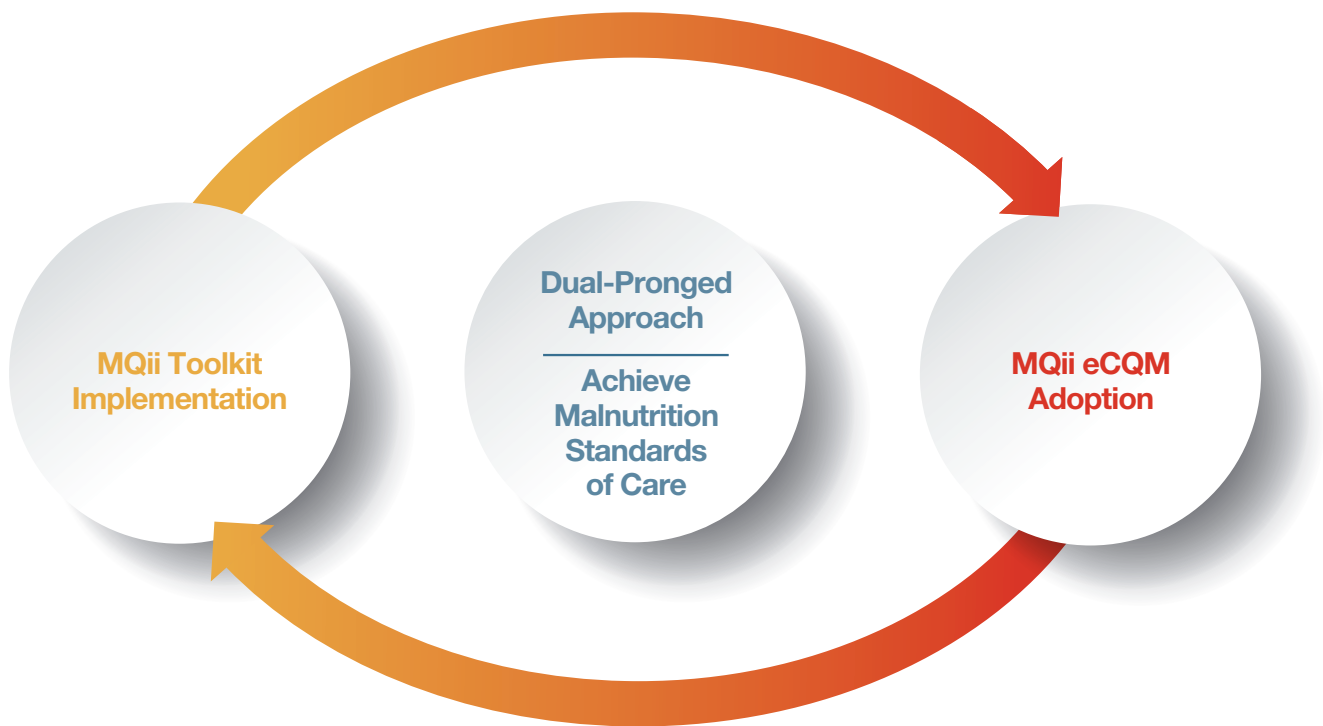 MQii Toolkit
Implementation
Dual-Pronged
Approach
Achieve
Malnutrition
Standards
of Care
MQii eCQM
Adoption